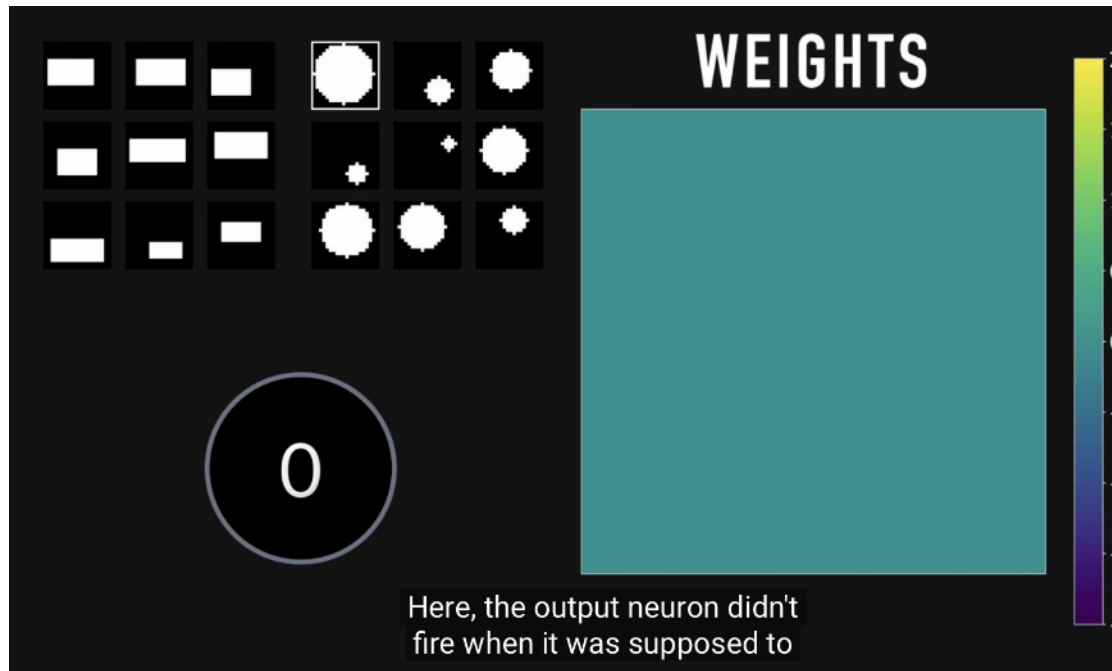 WEIGHTS
0
Here, the output neuron didn't
fire when it was supposed to